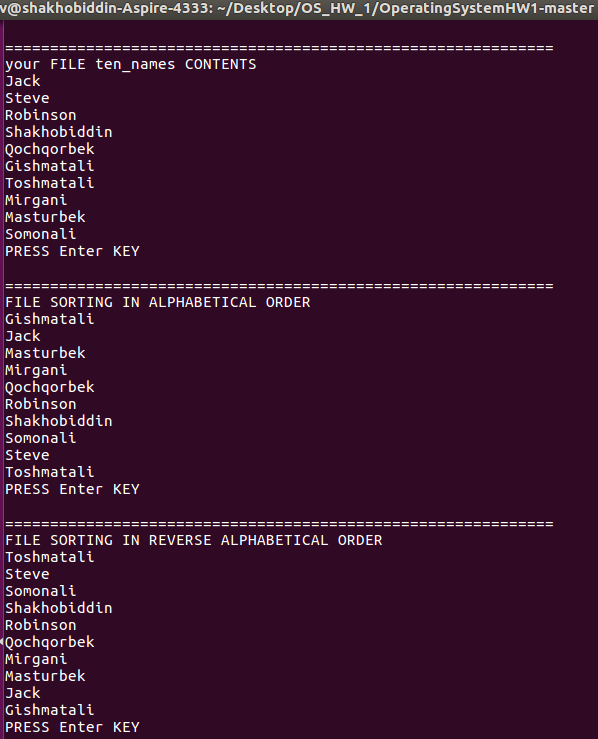 v@shakhobiddin-Aspire-4333: ~/Desktop/OS_HW_1/OperatingSystemHW1-master
=============================================================
your FILE ten_names CONTENTS
Jack
Steve
Robinson
Shakhobiddin
Qochqorbek
Gishmatali
Toshmatali
Mirgani
Masturbek
Somonali
PRESS Enter KEY
=============================================================
FILE SORTING IN ALPHABETICAL ORDER
Gishmatali
Jack
Masturbek
Mirgani
Qochqorbek
Robinson
Shakhobiddin
Somonali
Steve
Toshmatali
PRESS Enter KEY
=============================================================
FILE SORTING IN REVERSE ALPHABETICAL ORDER
Toshmatali
Steve
Somonali
Shakhobiddin
Robinson
Qochqorbek
Mirgani
Masturbek
Jack
Gishmatali
PRESS Enter KEY